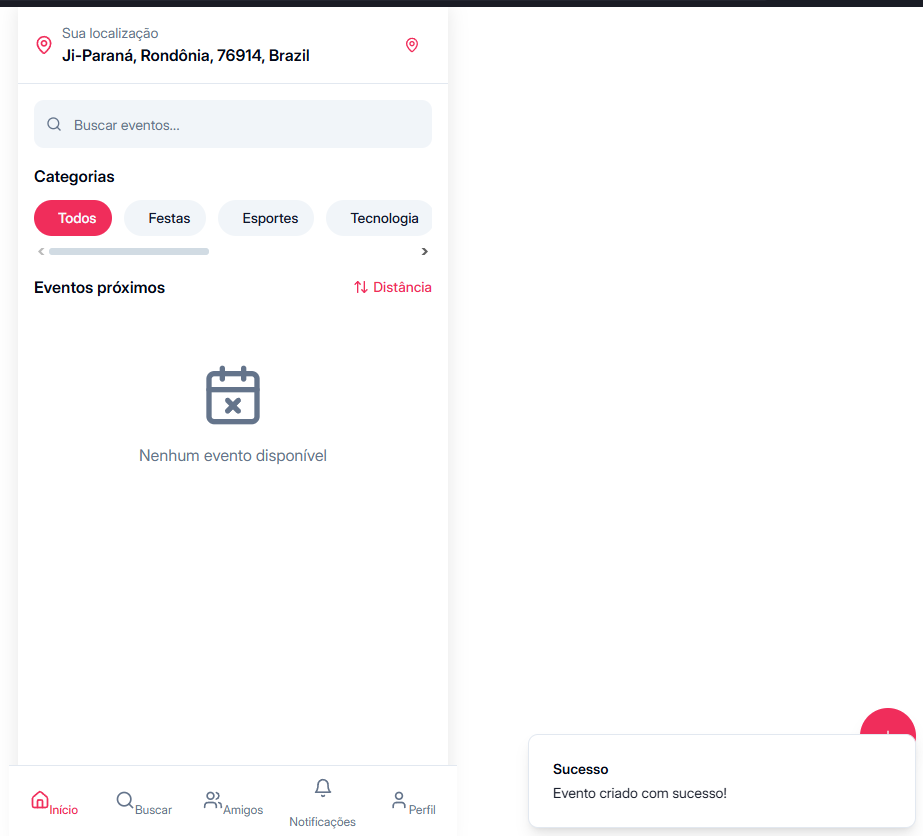 Sua localização
Ji-Paraná, Rondônia, 76914, Brazil
Buscar eventos...
Categorias
Todos Festas Esportes Tecnologia
Eventos próximos Distância
Nenhum evento disponível
Sucesso
Evento criado com sucesso!
Início Buscar Amigos Notificações Perfil